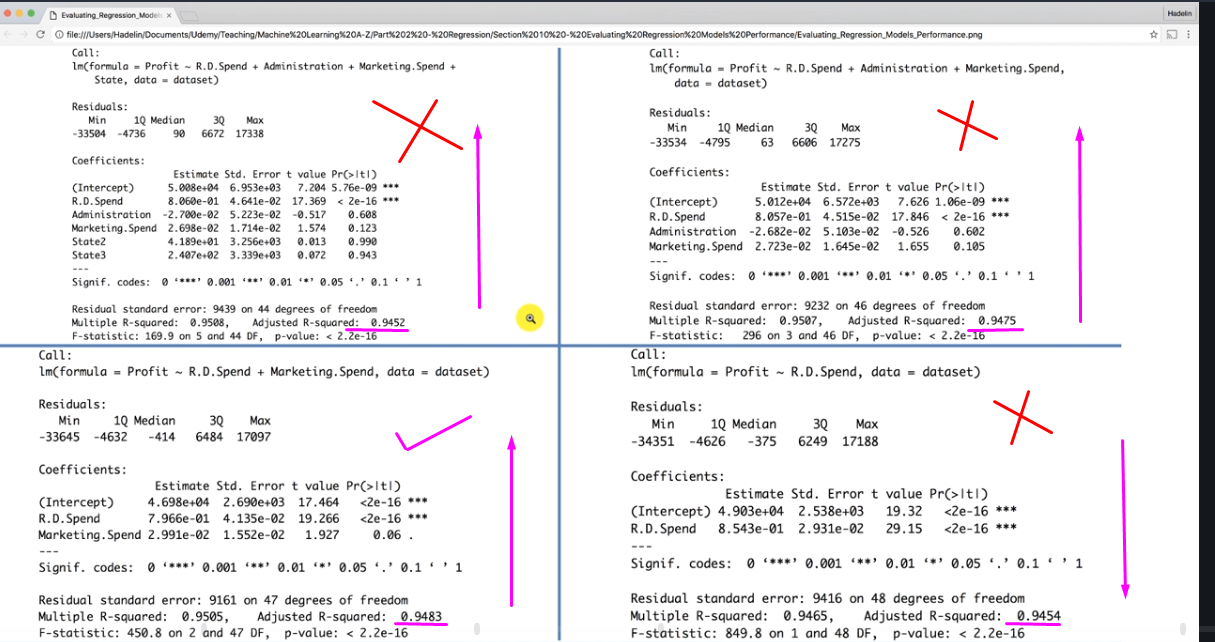 Evaluating_Regression_Models
Hadelin
file:///Users/Hadelin/Documents/Udemy/Teaching/Machine%20Learning%20A-Z/Part%202%20-%20Regression/Section%2010%20-%20Evaluating%20Regression%20Models%20Performance/Evaluating_Regression_Models_Performance.png
Call:
lm(formula = Profit ~ R.D.Spend + Administration + Marketing.Spend +
State, data = dataset)
Residuals:
Min 1Q Median 3Q Max
-33504 -4736 90 6672 17338
Coefficients:
Estimate Std. Error t value Pr(>|t|)
(Intercept) 5.008e+04 6.953e+03 7.204 5.76e-09 ***
R.D.Spend 8.060e-01 4.641e-02 17.369 < 2e-16 ***
Administration -2.700e-02 5.223e-02 -0.517 0.608
Marketing.Spend 2.698e-02 1.714e-02 1.574 0.123
State2 4.189e+01 3.256e+03 0.013 0.990
State3 2.407e+02 3.339e+03 0.072 0.943
---
Signif. codes: 0 ‘***’ 0.001 ‘**’ 0.01 ‘*’ 0.05 ‘.’ 0.1 ‘ ’ 1
Residual standard error: 9439 on 44 degrees of freedom
Multiple R-squared: 0.9508, Adjusted R-squared: 0.9452
F-statistic: 169.9 on 5 and 44 DF, p-value: < 2.2e-16
Call:
lm(formula = Profit ~ R.D.Spend + Administration + Marketing.Spend,
data = dataset)
Residuals:
Min 1Q Median 3Q Max
-33534 -4795 63 6606 17275
Coefficients:
Estimate Std. Error t value Pr(>|t|)
(Intercept) 5.012e+04 6.572e+03 7.626 1.06e-09 ***
R.D.Spend 8.057e-01 4.515e-02 17.846 < 2e-16 ***
Administration -2.682e-02 5.103e-02 -0.526 0.602
Marketing.Spend 2.723e-02 1.645e-02 1.655 0.105
---
Signif. codes: 0 ‘***’ 0.001 ‘**’ 0.01 ‘*’ 0.05 ‘.’ 0.1 ‘ ’ 1
Residual standard error: 9232 on 46 degrees of freedom
Multiple R-squared: 0.9507, Adjusted R-squared: 0.9475
F-statistic: 296 on 3 and 46 DF, p-value: < 2.2e-16
Call:
lm(formula = Profit ~ R.D.Spend + Marketing.Spend, data = dataset)
Residuals:
Min 1Q Median 3Q Max
-33645 -4632 -414 6484 17097
Coefficients:
Estimate Std. Error t value Pr(>|t|)
(Intercept) 4.698e+04 2.690e+03 17.464 <2e-16 ***
R.D.Spend 7.966e-01 4.135e-02 19.266 <2e-16 ***
Marketing.Spend 2.991e-02 1.552e-02 1.927 0.06 .
---
Signif. codes: 0 ‘***’ 0.001 ‘**’ 0.01 ‘*’ 0.05 ‘.’ 0.1 ‘ ’ 1
Residual standard error: 9161 on 47 degrees of freedom
Multiple R-squared: 0.9505, Adjusted R-squared: 0.9483
F-statistic: 450.8 on 2 and 47 DF, p-value: < 2.2e-16
Call:
lm(formula = Profit ~ R.D.Spend, data = dataset)
Residuals:
Min 1Q Median 3Q Max
-34351 -4626 -375 6249 17188
Coefficients:
Estimate Std. Error t value Pr(>|t|)
(Intercept) 4.903e+04 2.538e+03 19.32 <2e-16 ***
R.D.Spend 8.543e-01 2.931e-02 29.15 <2e-16 ***
---
Signif. codes: 0 ‘***’ 0.001 ‘**’ 0.01 ‘*’ 0.05 ‘.’ 0.1 ‘ ’ 1
Residual standard error: 9416 on 48 degrees of freedom
Multiple R-squared: 0.9465, Adjusted R-squared: 0.9454
F-statistic: 849.8 on 1 and 48 DF, p-value: < 2.2e-16